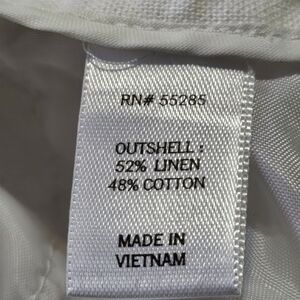 RN# 55285
OUTSHELL :
52% LINEN
48% COTTON
MADE IN
VIETNAM